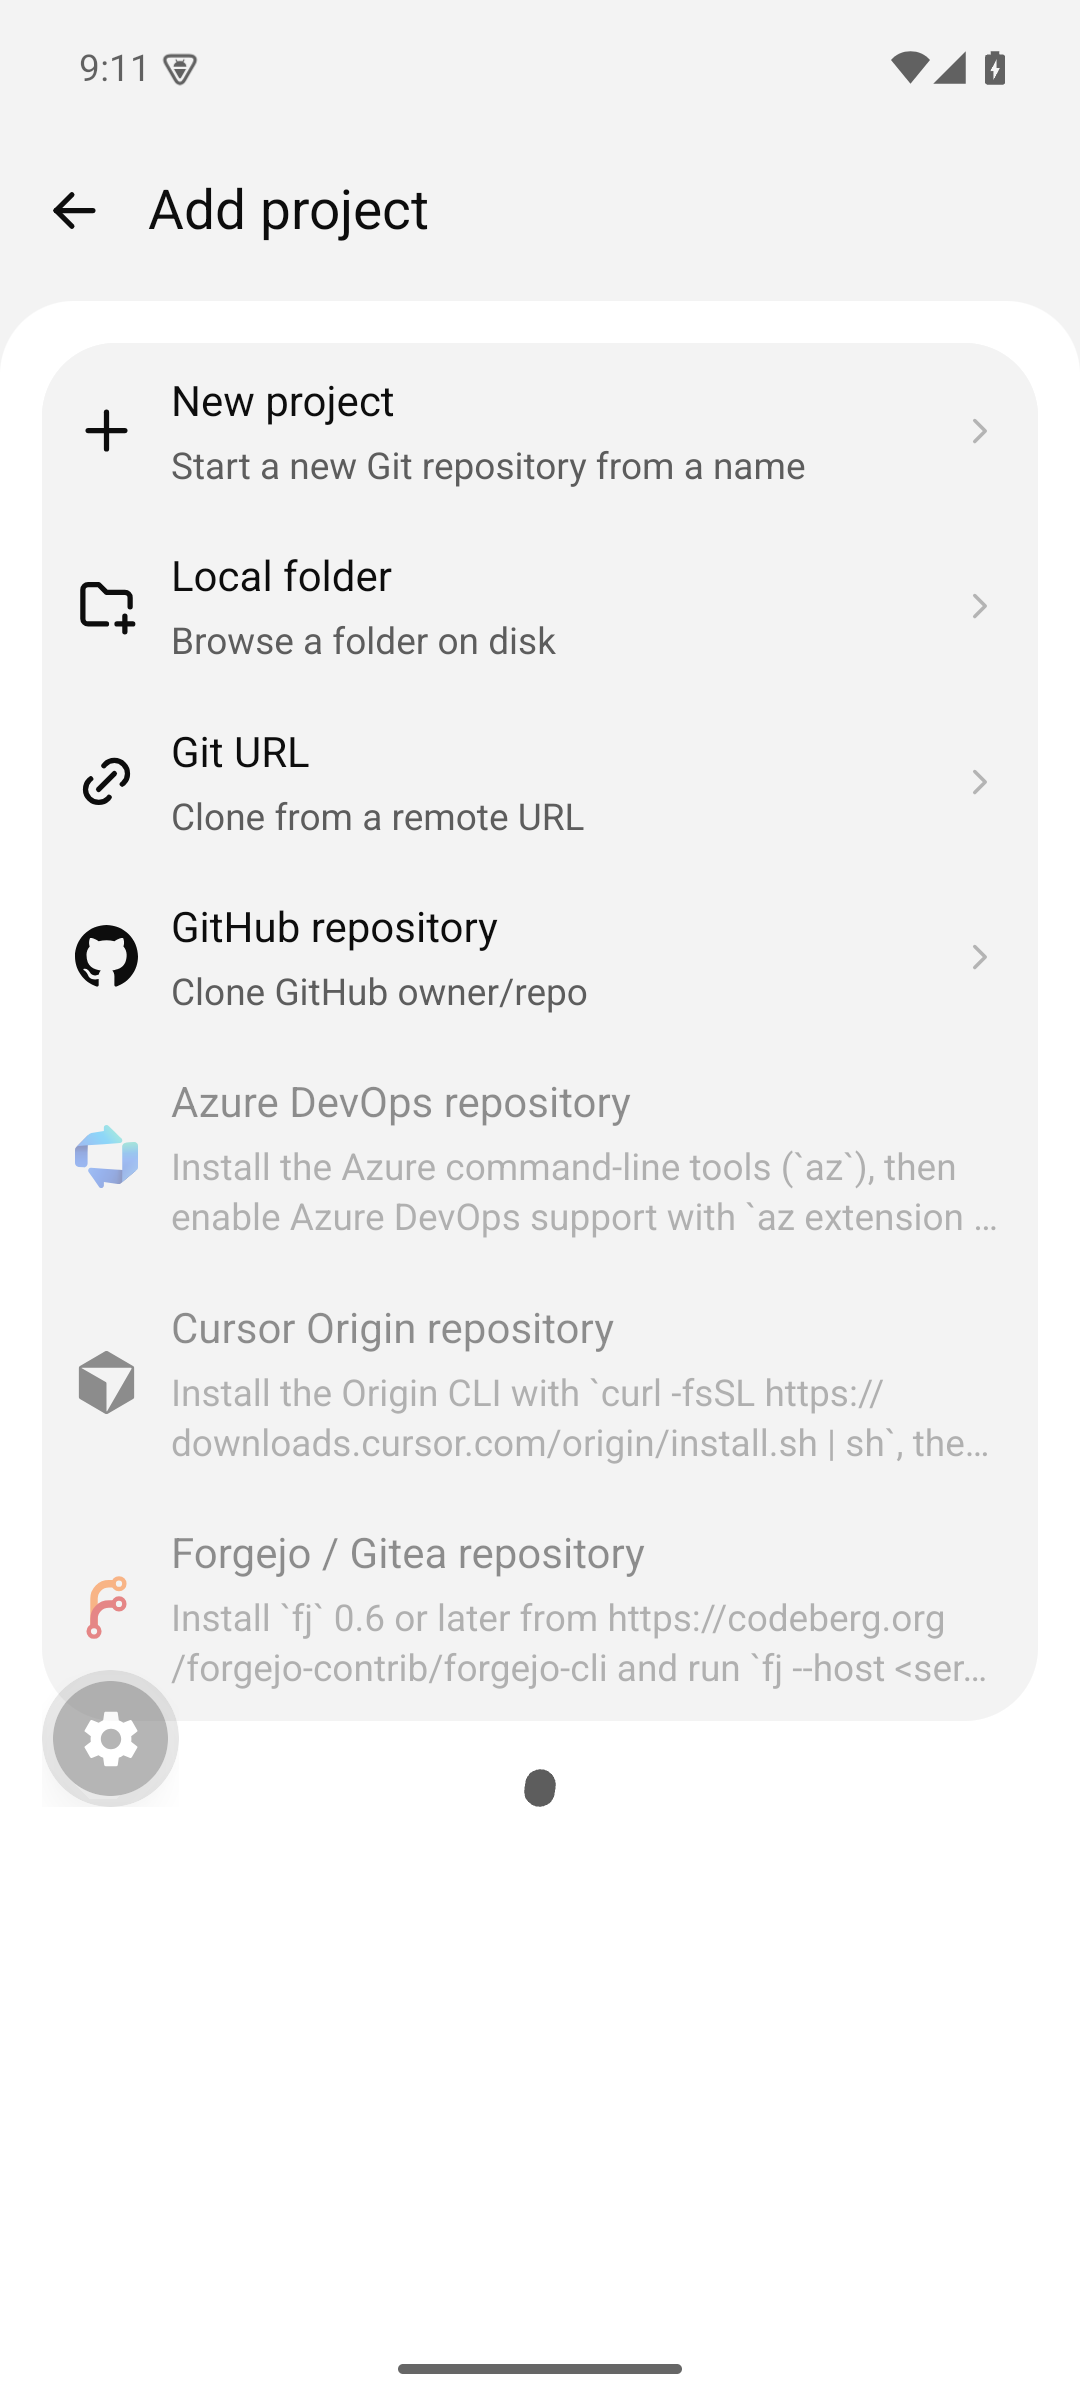 9:11
Add project
New project
Start a new Git repository from a name
Local folder
Browse a folder on disk
Git URL
Clone from a remote URL
GitHub repository
Clone GitHub owner/repo
Azure DevOps repository
Install the Azure command-line tools (`az`), then
enable Azure DevOps support with `az extension …
Cursor Origin repository
Install the Origin CLI with `curl -fsSL https://
downloads.cursor.com/origin/install.sh | sh`, the…
Forgejo / Gitea repository
Install `fj` 0.6 or later from https://codeberg.org
/forgejo-contrib/forgejo-cli and run `fj --host <ser…